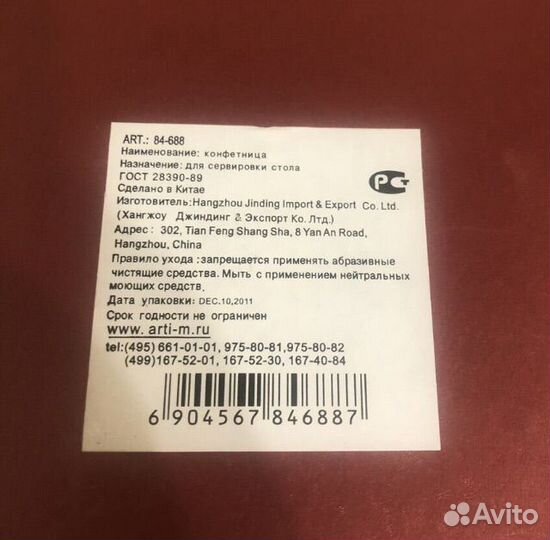 ART.: 84-688
Наименование: конфетница
Назначение: для сервировки стола
ГОСТ 28390-89
Сделано в Китае
Изготовитель:Hangzhou Jinding Import & Export Co. Ltd.
(Хангжоу Джиндинг & Экспорт Ко. Лтд.)
Адрес: 302, Tian Feng Shang Sha, 8 Yan An Road,
Hangzhou, China
Правило ухода :запрещается применять абразивные
чистящие средства. Мыть с применением нейтральных
моющих средств.
Дата упаковки: DEC.10,2011
Срок годности не ограничен
www. arti-m.ru
tel:(495) 661-01-01, 975-80-81,975-80-82
(499)167-52-01, 167-52-30, 167-40-84
6 904567 846887
РСТ
Avito